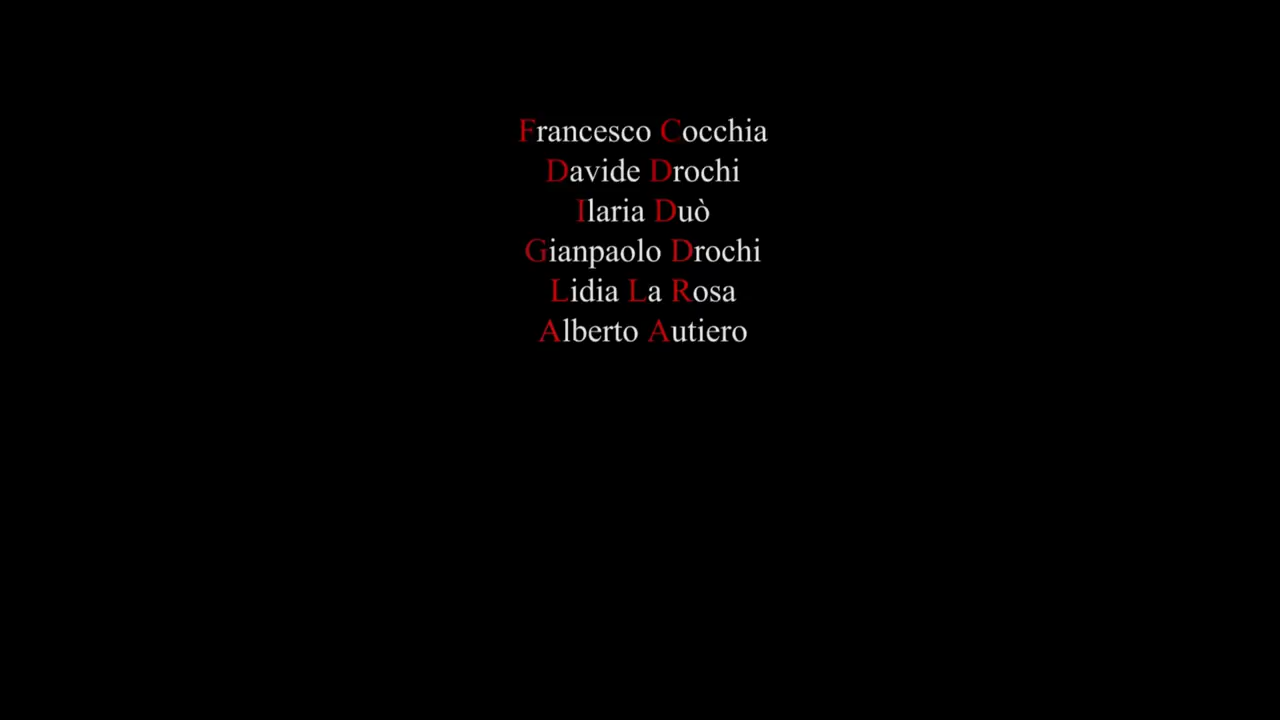 Francesco Cocchia
Davide Drochi
Ilaria Duò
Gianpaolo Drochi
Lidia La Rosa
Alberto Autiero